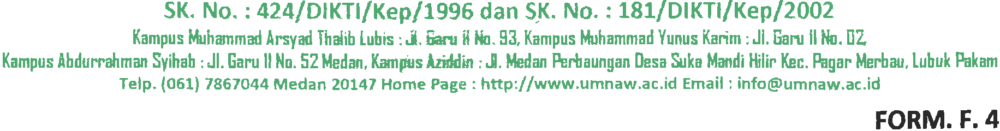 SK. No. : 424/DIKTI/Kep/1996 dan SK. No. : 181/DIKTI/Kep/2002
Kampus Muhammad Arsyad Thalib Lubis : Jl. Garu II No. 93, Kampus Muhammad Yunus Karim : Jl. Garu II No. 02,
Kampus Abdurrahman Syihab : Jl. Garu II No. 52 Medan, Kampus Aziddin : Jl. Medan Perbaungan Desa Suka Mandi Hilir Kec. Pagar Merbau, Lubuk Pakam
Telp. (061) 7867044 Medan 20147 Home Page : http://www.umnaw.ac.id Email : info@umnaw.ac.id
FORM. F. 4